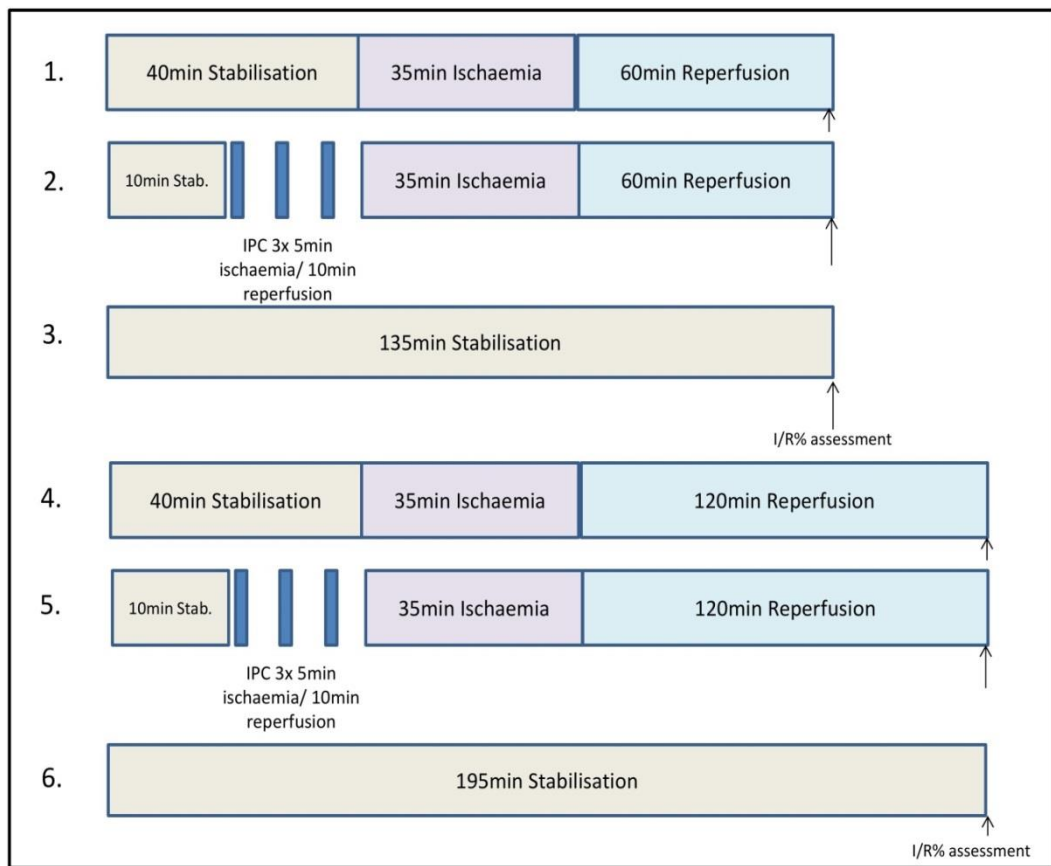 1.
40min Stabilisation
35min Ischaemia
60min Reperfusion
2.
10min Stab.
35min Ischaemia
60min Reperfusion
IPC 3x 5min
ischaemia/ 10min
reperfusion
3.
135min Stabilisation
I/R% assessment
4.
40min Stabilisation
35min Ischaemia
120min Reperfusion
5.
10min Stab.
35min Ischaemia
120min Reperfusion
IPC 3x 5min
ischaemia/ 10min
reperfusion
6.
195min Stabilisation
I/R% assessment